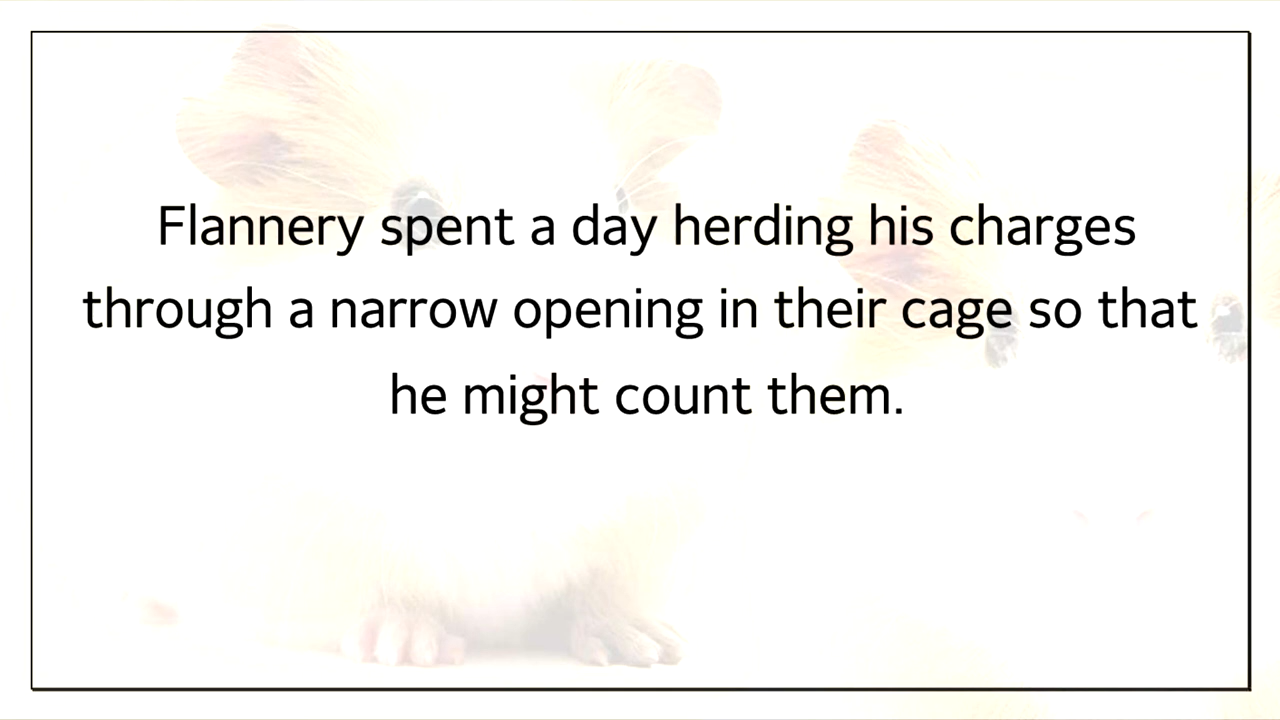 Flannery spent a day herding his charges
through a narrow opening in their cage so that
he might count them.